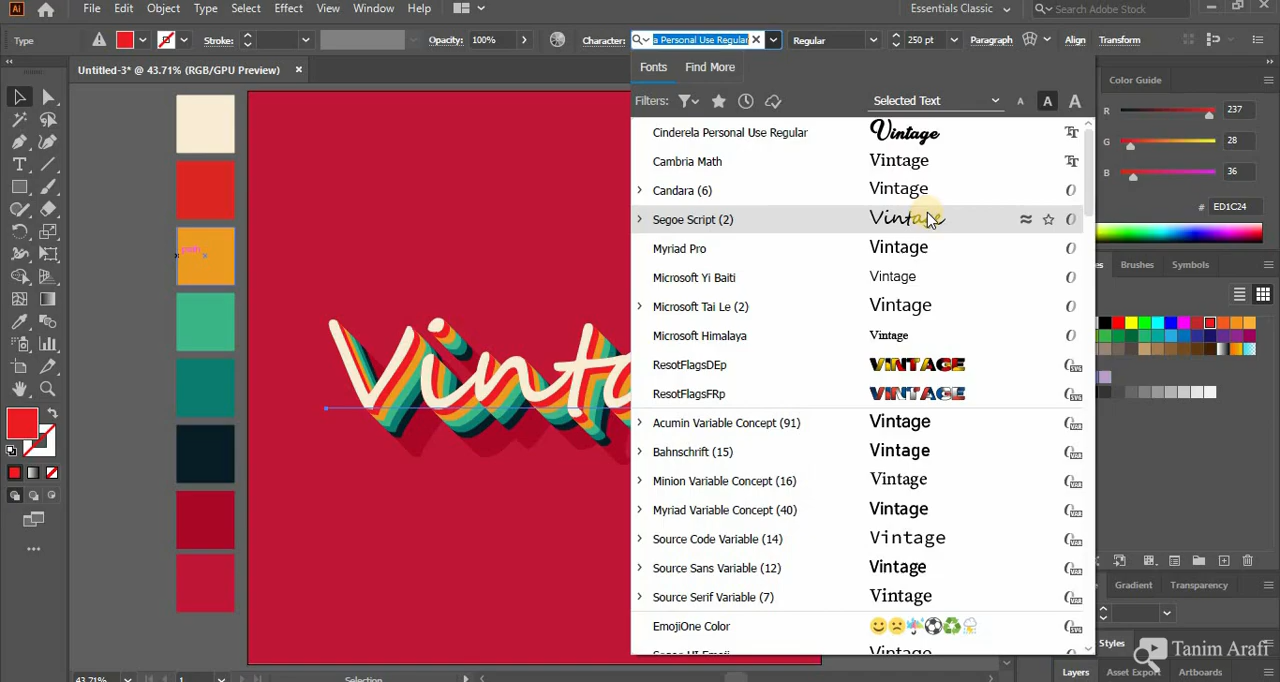 Ai File Edit Object Type Select Effect View Window Help Essentials Classic Search Adobe Stock
Type Stroke: Opacity: 100% Character: a Personal Use Regular Regular 250 pt Paragraph Align Transform
Untitled-3* @ 43.71% (RGB/GPU Preview)
Fonts Find More
Color Guide
Filters: Selected Text A A A
R 237
G 28
B 36
# ED1C24
Brushes Symbols
Cinderela Personal Use Regular Vintage
Cambria Math Vintage
Candara (6) Vintage
Segoe Script (2) Vintage
Myriad Pro Vintage
Microsoft Yi Baiti Vintage
Microsoft Tai Le (2) Vintage
Microsoft Himalaya Vintage
ResotFlagsDEp VINTAGE
ResotFlagsFRp VINTAGE
Acumin Variable Concept (91) Vintage
Bahnschrift (15) Vintage
Minion Variable Concept (16) Vintage
Myriad Variable Concept (40) Vintage
Source Code Variable (14) Vintage
Source Sans Variable (12) Vintage
Source Serif Variable (7) Vintage
EmojiOne Color
Gradient Transparency
Styles
Tanim Arafi
Layers Asset Export Artboards
43.71% 1 Selection